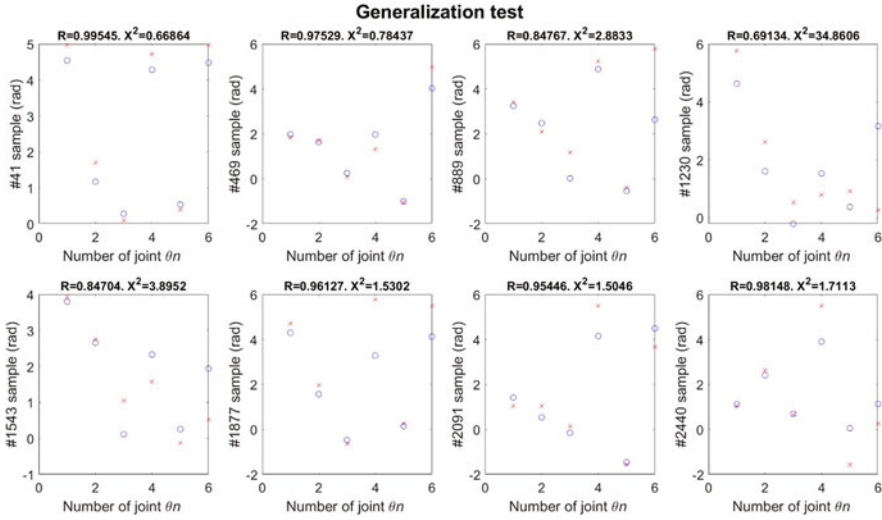 Generalization test
R=0.99545. X²=0.66864
R=0.97529. X²=0.78437
R=0.84767. X²=2.8833
R=0.69134. X²=34.8606
#41 sample (rad)
5
4
3
2
1
0
0 2 4 6
Number of joint θn
#469 sample (rad)
6
4
2
0
-2
0 2 4 6
Number of joint θn
#889 sample (rad)
6
4
2
0
-2
0 2 4 6
Number of joint θn
#1230 sample (rad)
6
4
2
0
0 2 4 6
Number of joint θn
R=0.84704. X²=3.8952
R=0.96127. X²=1.5302
R=0.95446. X²=1.5046
R=0.98148. X²=1.7113
#1543 sample (rad)
4
3
2
1
0
-1
0 2 4 6
Number of joint θn
#1877 sample (rad)
6
4
2
0
-2
0 2 4 6
Number of joint θn
#2091 sample (rad)
6
4
2
0
-2
0 2 4 6
Number of joint θn
#2440 sample (rad)
6
4
2
0
-2
0 2 4 6
Number of joint θn